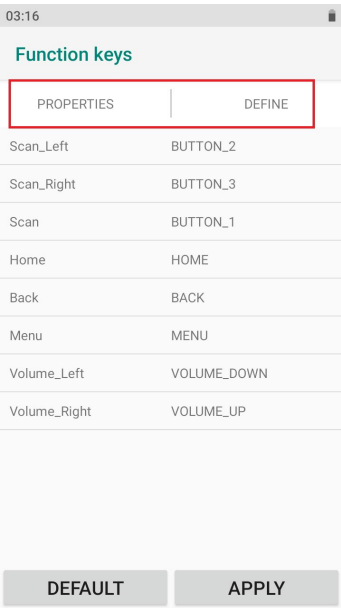 03:16
Function keys
PROPERTIES DEFINE
Scan_Left BUTTON_2
Scan_Right BUTTON_3
Scan BUTTON_1
Home HOME
Back BACK
Menu MENU
Volume_Left VOLUME_DOWN
Volume_Right VOLUME_UP
DEFAULT APPLY